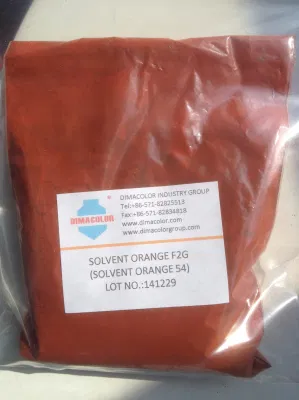 DIMACOLOR
DIMACOLOR INDUSTRY GROUP
Tel:+86-571-82825513
Fax:+86-571-82834818
www.dimacolor.com
www.dimacolorgroup.com
SOLVENT ORANGE F2G
(SOLVENT ORANGE 54)
LOT NO.:141229